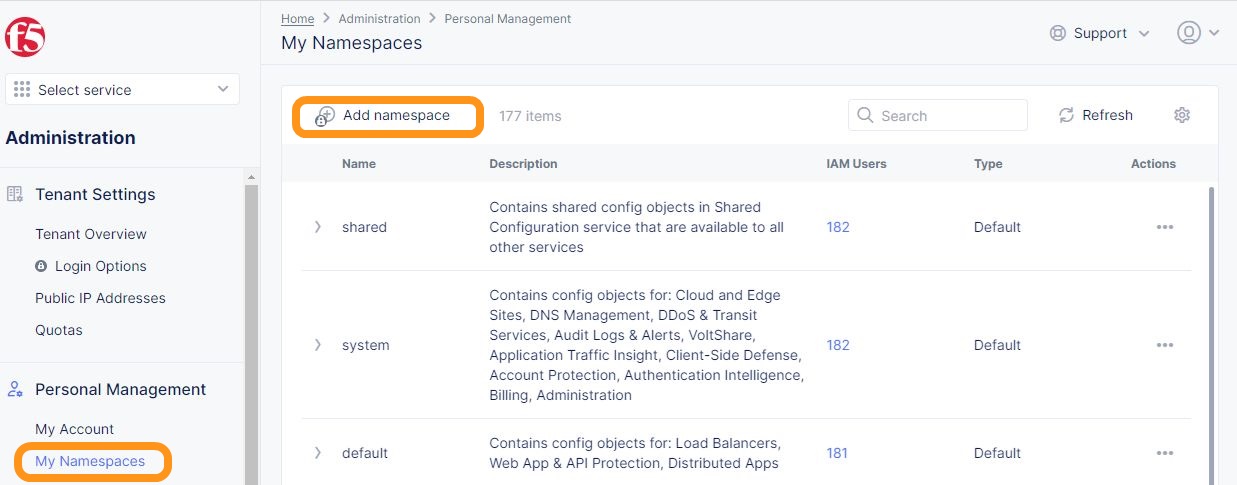 f5
Home > Administration > Personal Management
My Namespaces
Support
Select service
Administration
Tenant Settings
Tenant Overview
Login Options
Public IP Addresses
Quotas
Personal Management
My Account
My Namespaces
Add namespace 177 items Search Refresh
Name Description IAM Users Type Actions
shared
Contains shared config objects in Shared
Configuration service that are available to all
other services
182 Default
system
Contains config objects for: Cloud and Edge
Sites, DNS Management, DDoS & Transit
Services, Audit Logs & Alerts, VoltShare,
Application Traffic Insight, Client-Side Defense,
Account Protection, Authentication Intelligence,
Billing, Administration
182 Default
default
Contains config objects for: Load Balancers,
Web App & API Protection, Distributed Apps
181 Default